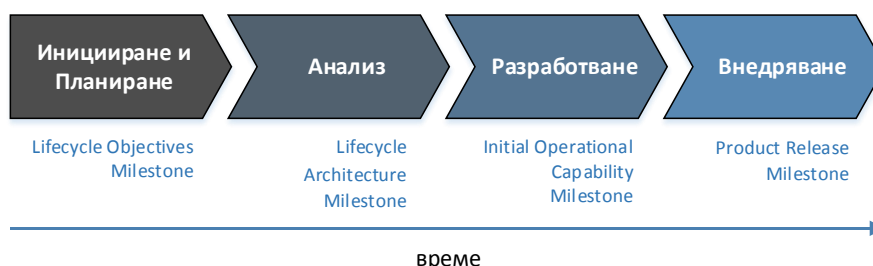 Иницииране и
Планиране
Анализ
Разработване
Внедряване
Lifecycle Objectives
Milestone
Lifecycle
Architecture
Milestone
Initial Operational
Capability
Milestone
Product Release
Milestone
време